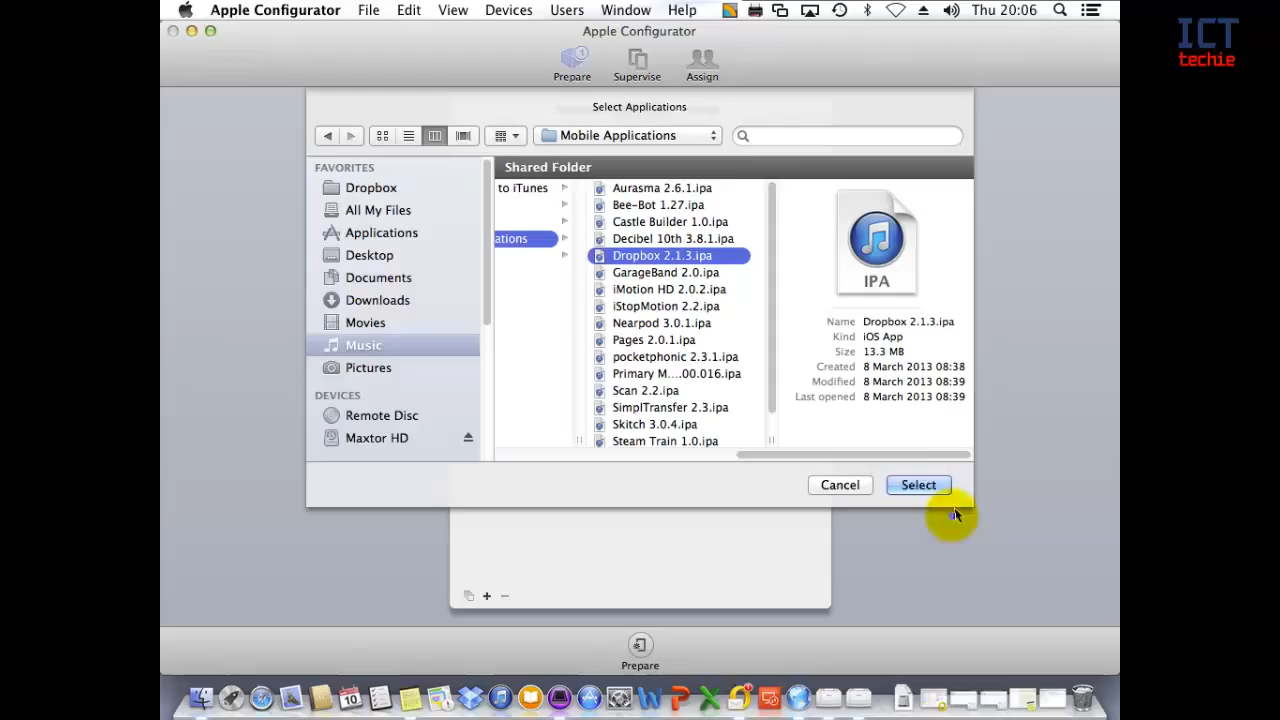 Apple Configurator File Edit View Devices Users Window Help Thu 20:06
ICT
techie
Apple Configurator
Prepare Supervise Assign
Select Applications
Mobile Applications
FAVORITES
Dropbox
All My Files
Applications
Desktop
Documents
Downloads
Movies
Music
Pictures
DEVICES
Remote Disc
Maxtor HD
Shared Folder
to iTunes
ations
Aurasma 2.6.1.ipa
Bee-Bot 1.27.ipa
Castle Builder 1.0.ipa
Decibel 10th 3.8.1.ipa
Dropbox 2.1.3.ipa
GarageBand 2.0.ipa
iMotion HD 2.0.2.ipa
iStopMotion 2.2.ipa
Nearpod 3.0.1.ipa
Pages 2.0.1.ipa
pocketphonic 2.3.1.ipa
Primary M....00.016.ipa
Scan 2.2.ipa
SimplTransfer 2.3.ipa
Skitch 3.0.4.ipa
Steam Train 1.0.ipa
IPA
Name Dropbox 2.1.3.ipa
Kind iOS App
Size 13.3 MB
Created 8 March 2013 08:38
Modified 8 March 2013 08:39
Last opened 8 March 2013 08:39
Cancel Select
Prepare